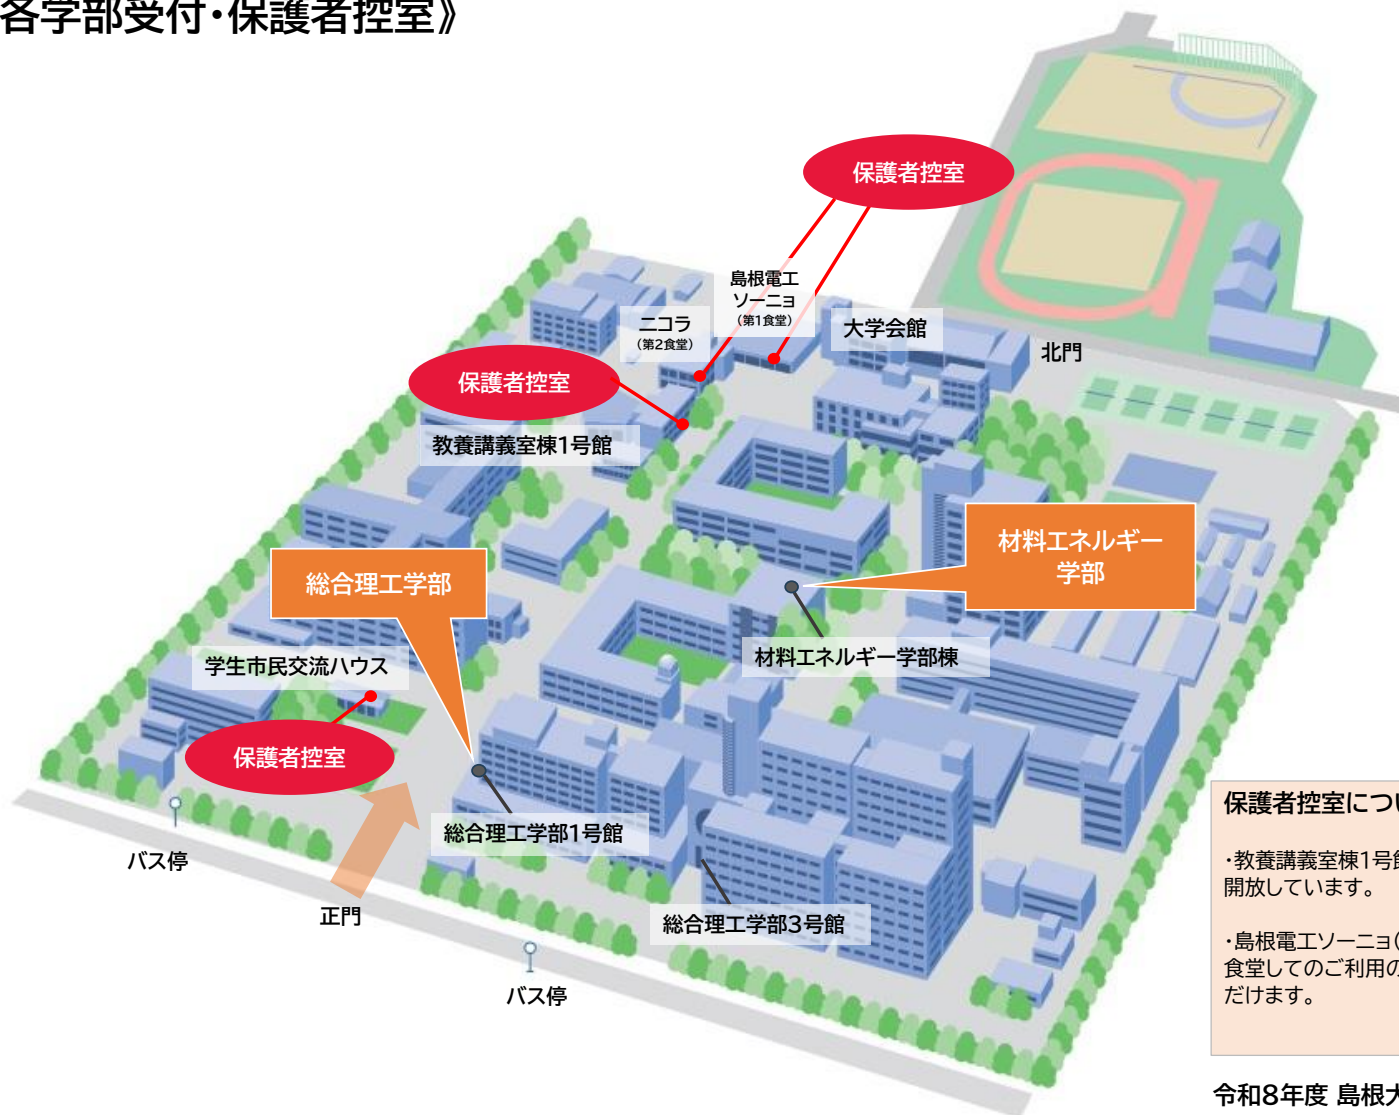 各学部受付・保護者控室》
保護者控室
島根電工
ソーニョ
（第1食堂）
ニコラ
（第2食堂）
大学会館
北門
保護者控室
教養講義室棟1号館
材料エネルギー
学部
総合理工学部
材料エネルギー学部棟
学生市民交流ハウス
保護者控室
総合理工学部1号館
バス停
正門
総合理工学部3号館
バス停
保護者控室につ
・教養講義室棟1号館
開放しています。
・島根電工ソーニョ(
食堂してのご利用の
だけます。
令和8年度 島根大